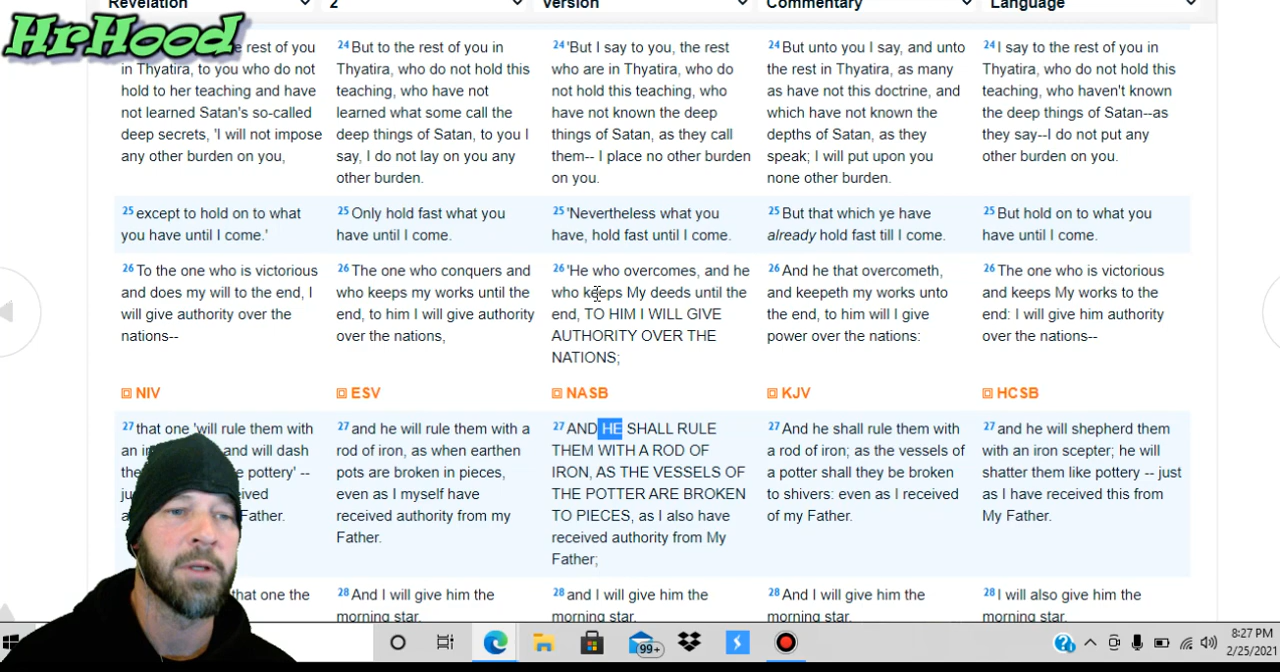 Revelation
2
Version
Commentary
Language
HrHood
rest of you
in Thyatira, to you who do not
hold to her teaching and have
not learned Satan's so-called
deep secrets, 'I will not impose
any other burden on you,
24 But to the rest of you in
Thyatira, who do not hold this
teaching, who have not
learned what some call the
deep things of Satan, to you I
say, I do not lay on you any
other burden.
24 'But I say to you, the rest
who are in Thyatira, who do
not hold this teaching, who
have not known the deep
things of Satan, as they call
them-- I place no other burden
on you.
24 But unto you I say, and unto
the rest in Thyatira, as many
as have not this doctrine, and
which have not known the
depths of Satan, as they
speak; I will put upon you
none other burden.
24 I say to the rest of you in
Thyatira, who do not hold this
teaching, who haven't known
the deep things of Satan--as
they say--I do not put any
other burden on you.
25 except to hold on to what
you have until I come.'
25 Only hold fast what you
have until I come.
25 'Nevertheless what you
have, hold fast until I come.
25 But that which ye have
already hold fast till I come.
25 But hold on to what you
have until I come.
26 To the one who is victorious
and does my will to the end, I
will give authority over the
nations--
26 The one who conquers and
who keeps my works until the
end, to him I will give authority
over the nations,
26 'He who overcomes, and he
who keeps My deeds until the
end, TO HIM I WILL GIVE
AUTHORITY OVER THE
NATIONS;
26 And he that overcometh,
and keepeth my works unto
the end, to him will I give
power over the nations:
26 The one who is victorious
and keeps My works to the
end: I will give him authority
over the nations--
NIV
ESV
NASB
KJV
HCSB
27 that one 'will rule them with
an and will dash
pottery' --
Father.
27 and he will rule them with a
rod of iron, as when earthen
pots are broken in pieces,
even as I myself have
received authority from my
Father.
27 AND HE SHALL RULE
THEM WITH A ROD OF
IRON, AS THE VESSELS OF
THE POTTER ARE BROKEN
TO PIECES, as I also have
received authority from My
Father;
27 And he shall rule them with
a rod of iron; as the vessels of
a potter shall they be broken
to shivers: even as I received
of my Father.
27 and he will shepherd them
with an iron scepter; he will
shatter them like pottery -- just
as I have received this from
My Father.
that one the
28 And I will give him the
morning star.
28 and I will give him the
morning star.
28 And I will give him the
morning star.
28 I will also give him the
morning star.
99+
8:27 PM
2/25/2021